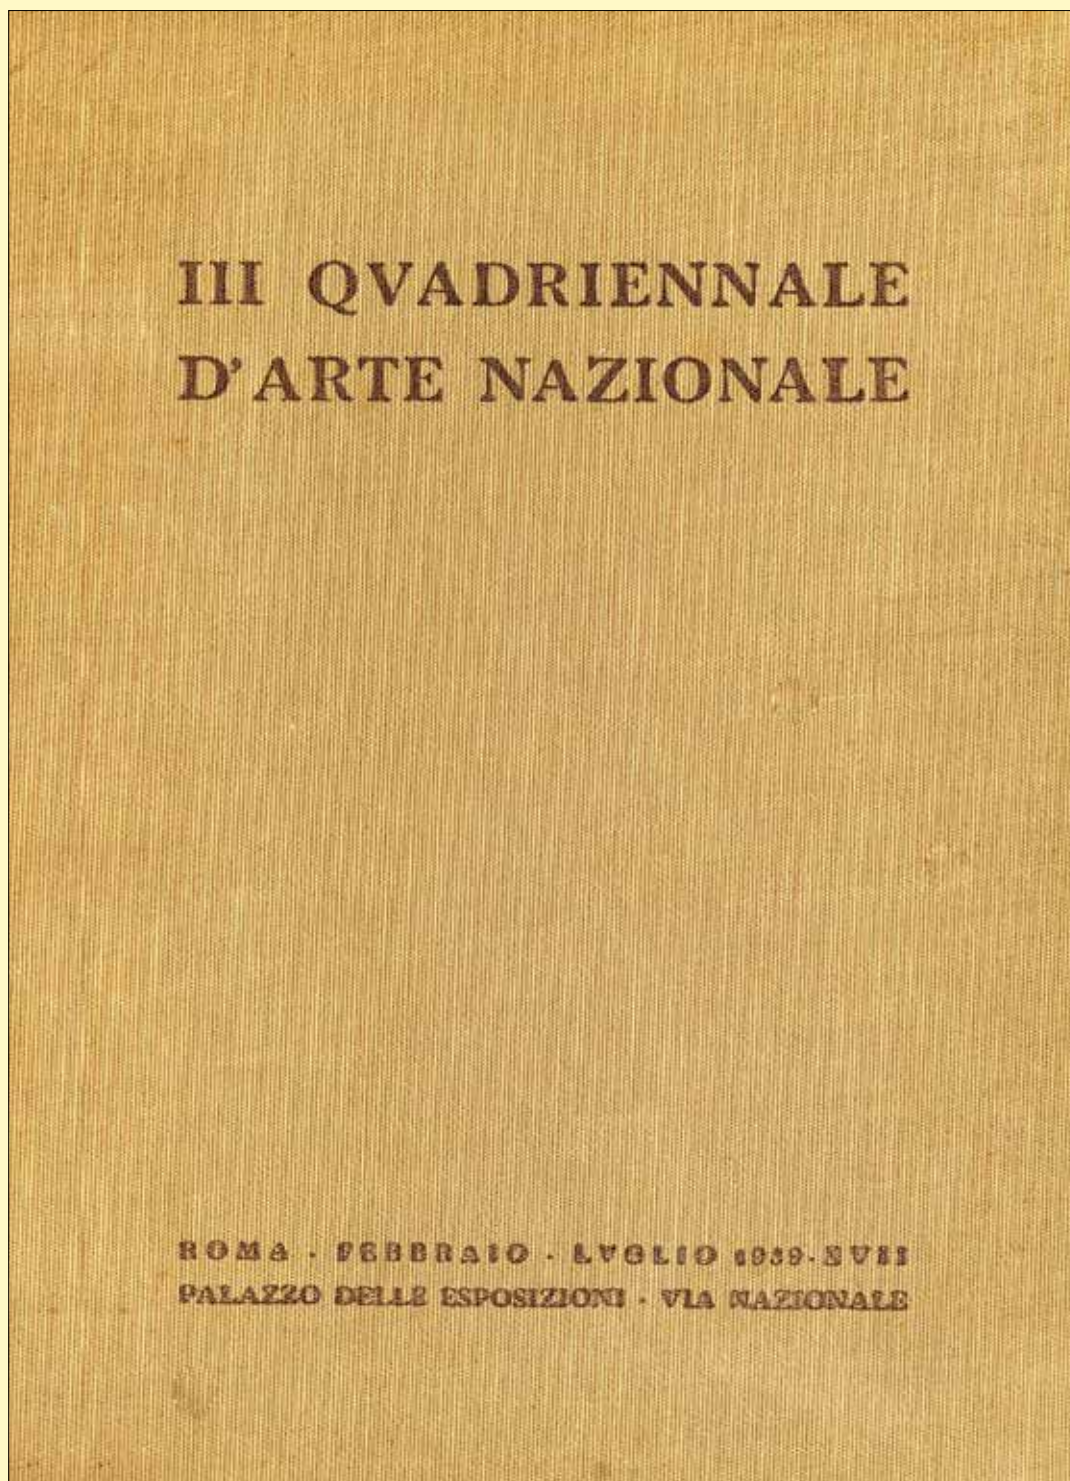 III QVADRIENNALE
D'ARTE NAZIONALE
ROMA · FEBBRAIO · LVGLIO 1939 · XVII
PALAZZO DELLE ESPOSIZIONI · VIA NAZIONALE